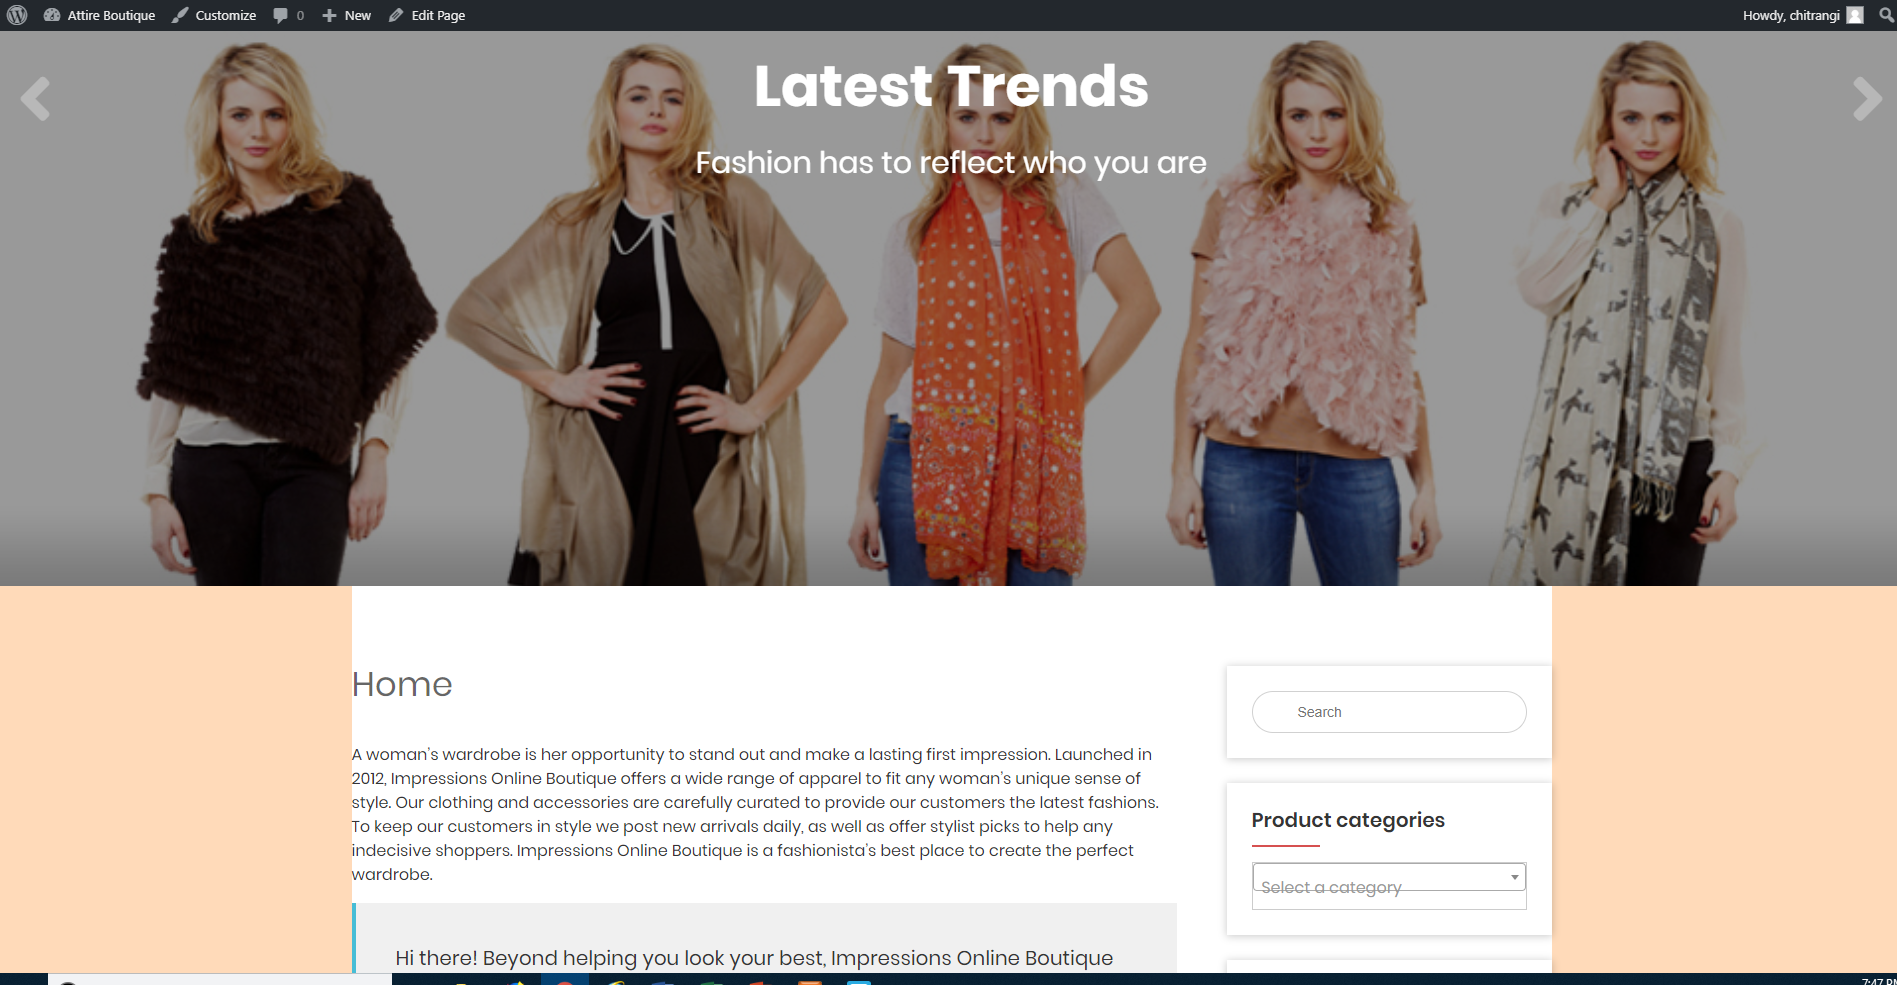 Attire Boutique Customize 0 New Edit Page Howdy, chitrangi
Latest Trends
Fashion has to reflect who you are
Home
A woman's wardrobe is her opportunity to stand out and make a lasting first impression. Launched in
2012, Impressions Online Boutique offers a wide range of apparel to fit any woman's unique sense of
style. Our clothing and accessories are carefully curated to provide our customers the latest fashions.
To keep our customers in style we post new arrivals daily, as well as offer stylist picks to help any
indecisive shoppers. Impressions Online Boutique is a fashionista's best place to create the perfect
wardrobe.
Hi there! Beyond helping you look your best, Impressions Online Boutique
Search
Product categories
Select a category
7:47 PM